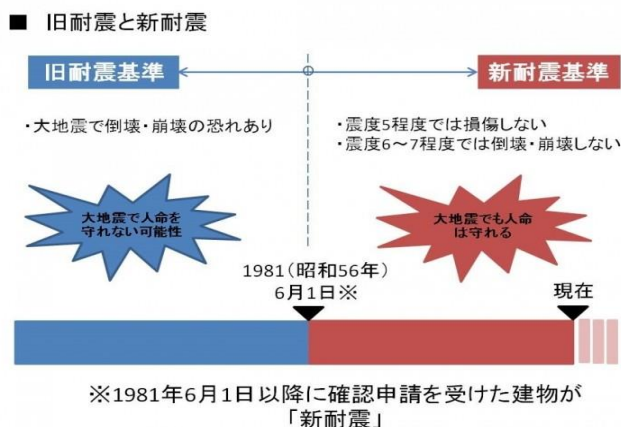 ■ 旧耐震と新耐震
旧耐震基準
新耐震基準
・大地震で倒壊・崩壊の恐れあり
・震度5程度では損傷しない
・震度6～7程度では倒壊・崩壊しない
大地震で人命を
守れない可能性
大地震でも人命
は守れる
1981（昭和56年）
6月1日※
現在
※1981年6月1日以降に確認申請を受けた建物が
「新耐震」